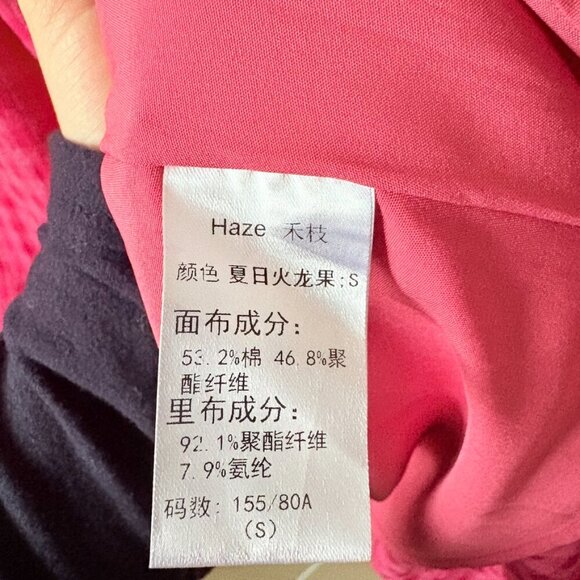 Haze 禾枝
颜色 夏日火龙果:S
面布成分:
53.2%棉 46.8%聚
酯纤维
里布成分:
92.1%聚酯纤维
7.9%氨纶
码数: 155/80A
(S)